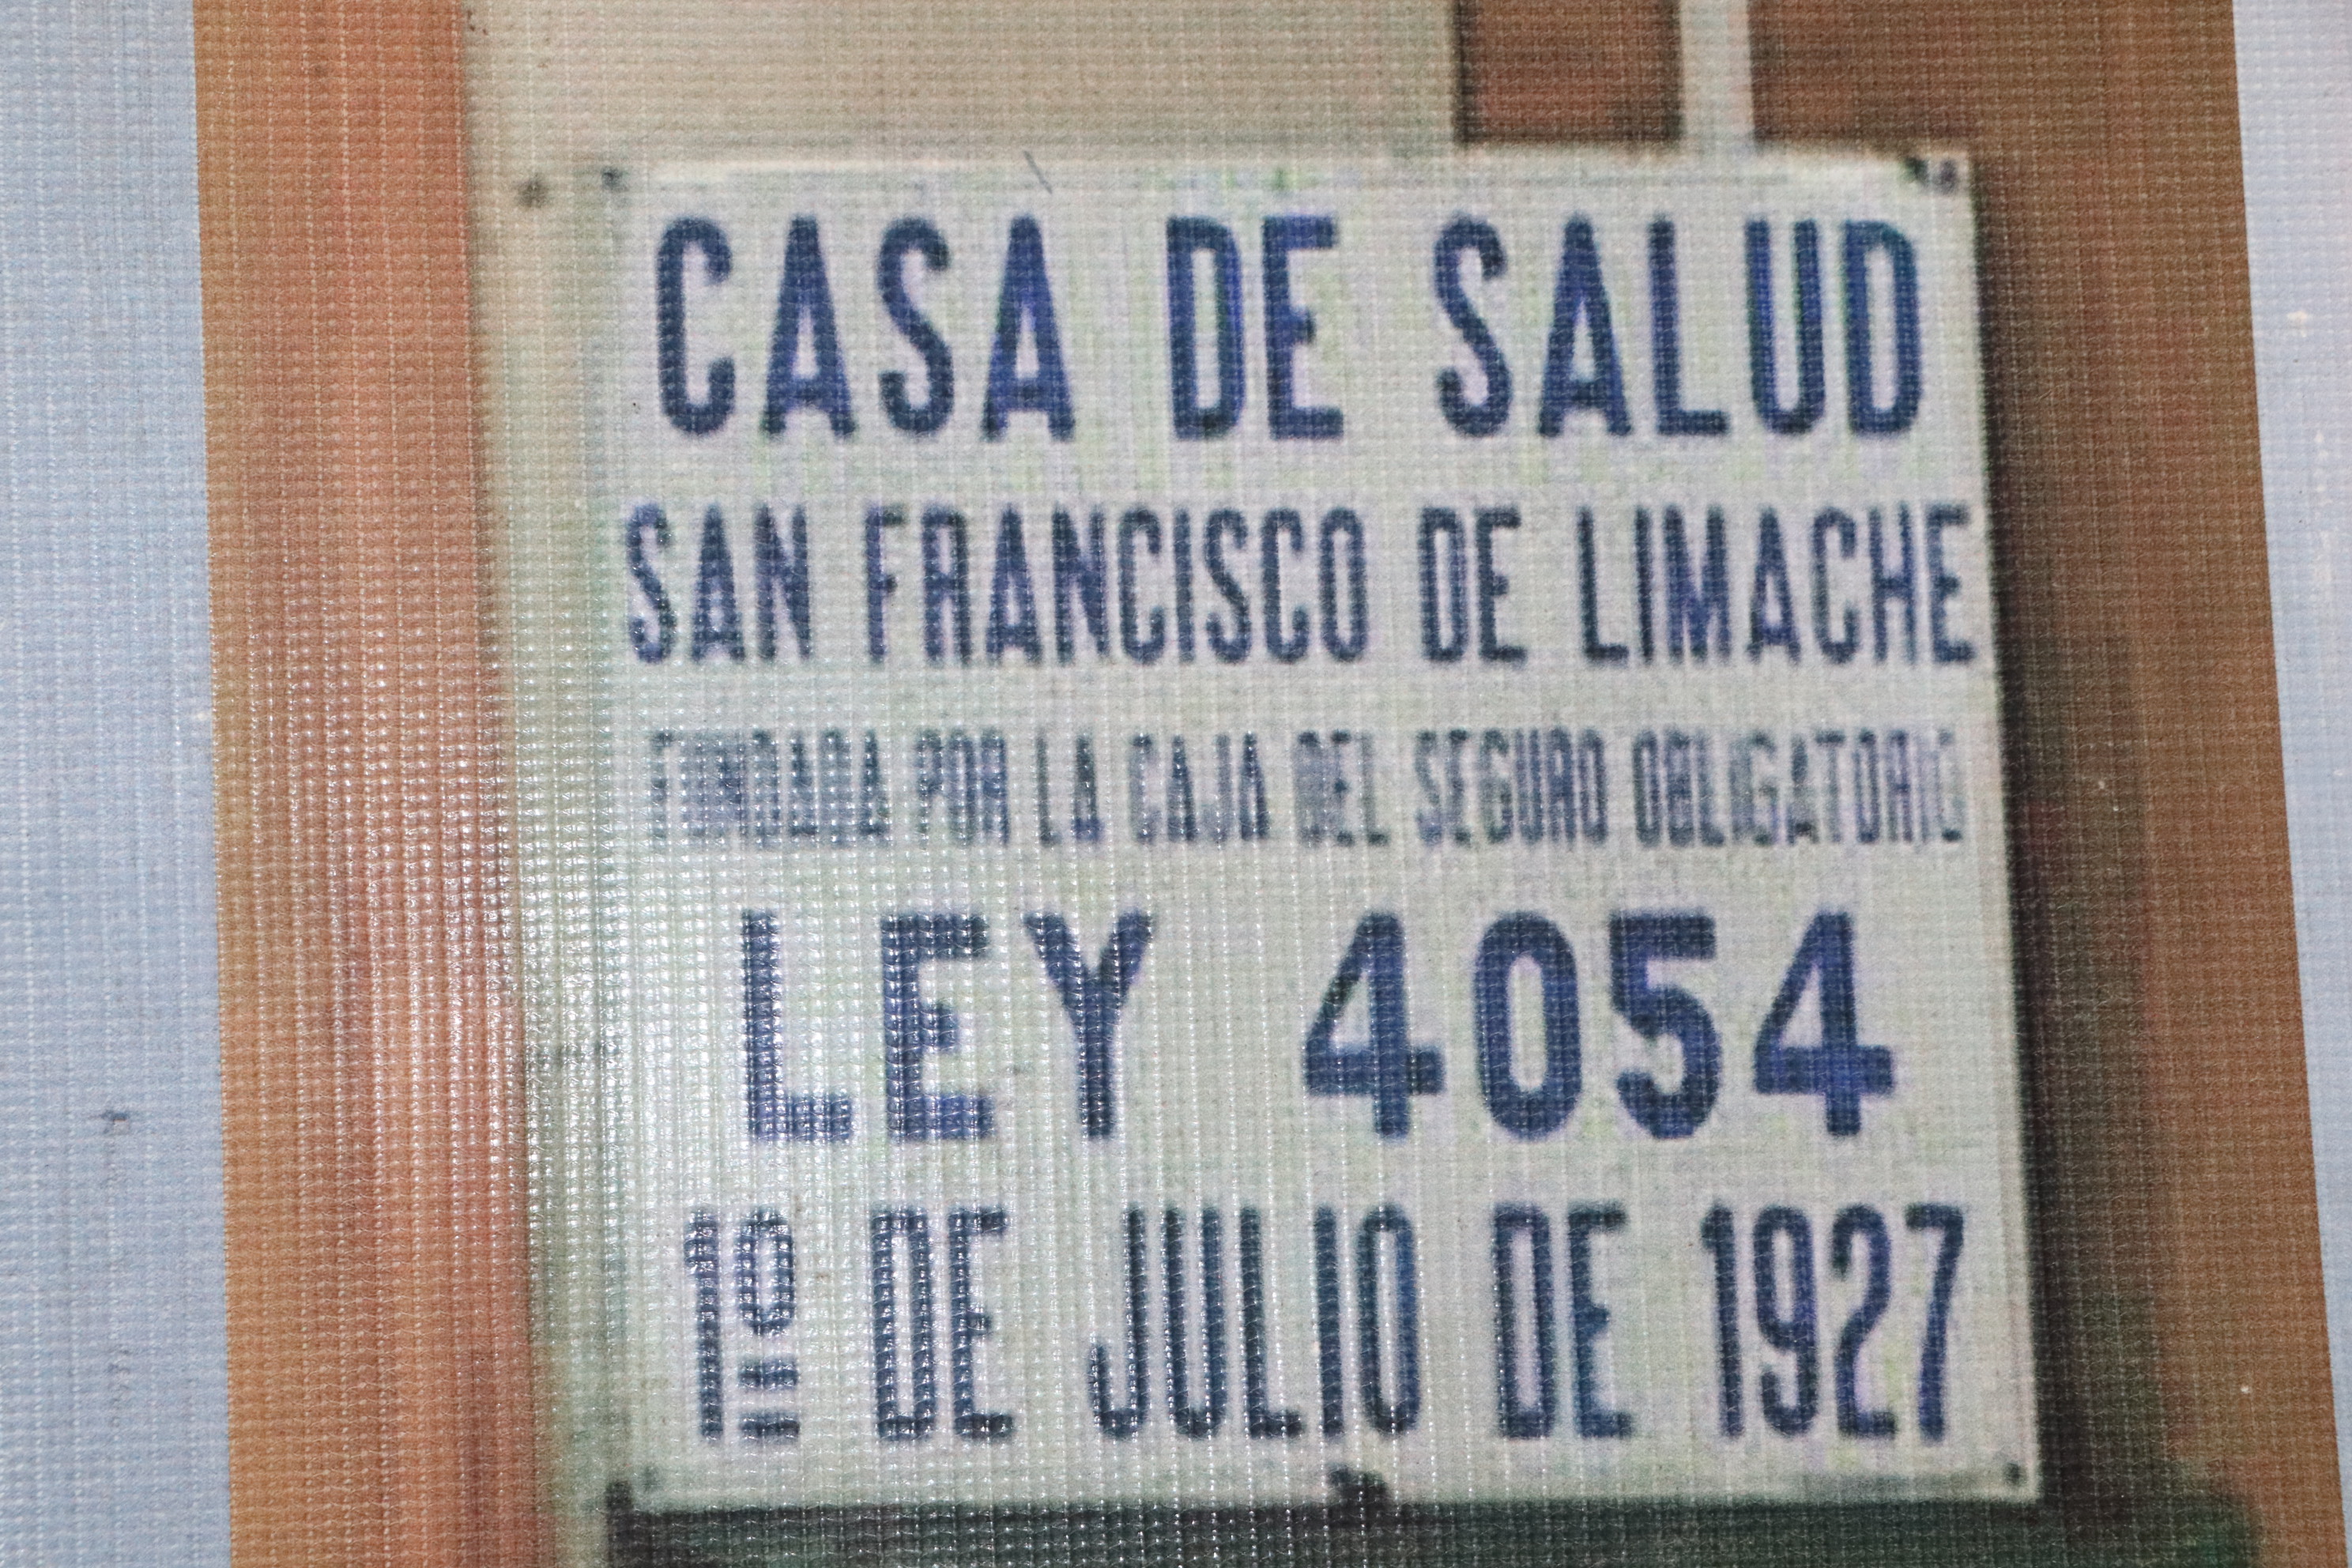 CASA DE SALUD
SAN FRANCISCO DE LIMACHE
FUNDADA POR LA CAJA DEL SEGURO OBLIGATORIO
LEY 4054
1º DE JULIO DE 1927